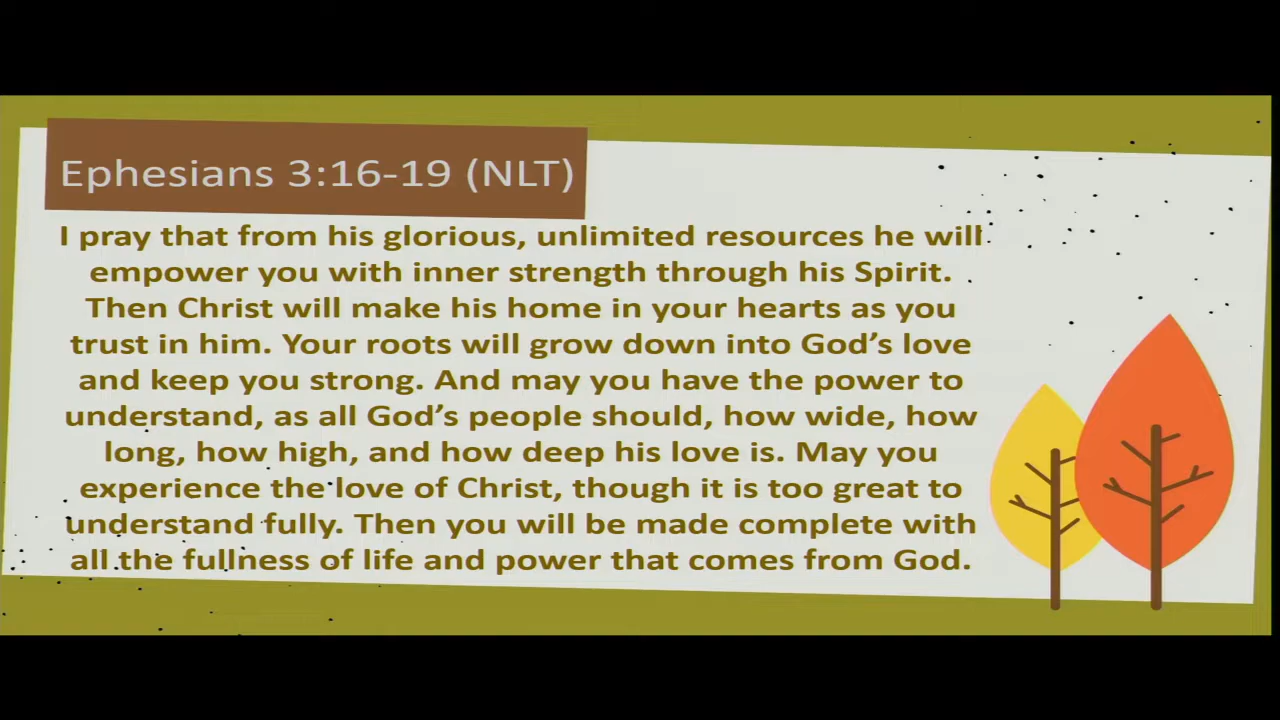 Ephesians 3:16-19 (NLT)
I pray that from his glorious, unlimited resources he will
empower you with inner strength through his Spirit.
Then Christ will make his home in your hearts as you
trust in him. Your roots will grow down into God’s love
and keep you strong. And may you have the power to
understand, as all God’s people should, how wide, how
long, how high, and how deep his love is. May you
experience the love of Christ, though it is too great to
understand fully. Then you will be made complete with
all the fullness of life and power that comes from God.